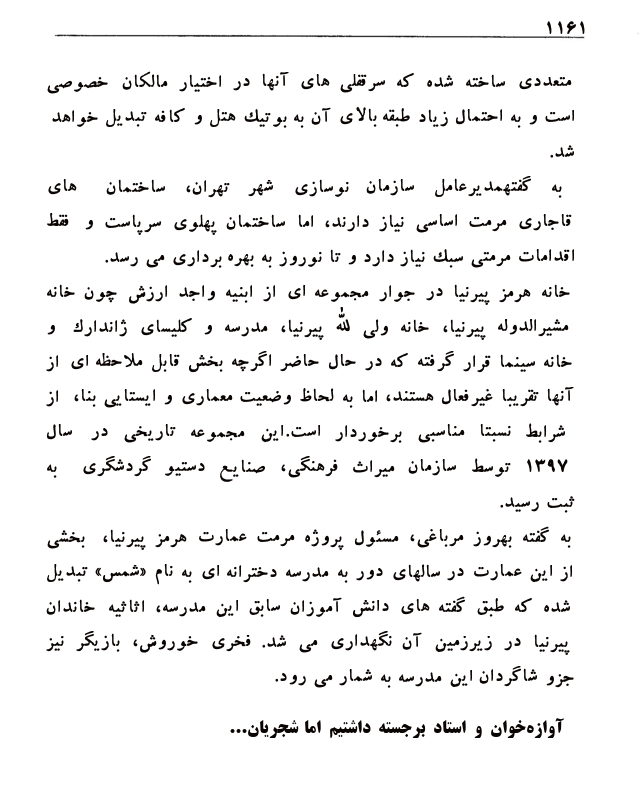 ۱۱۶۱
متعددی ساخته شده که سرقفلی های آنها در اختیار مالکان خصوصی
است و به احتمال زیاد طبقه بالای آن به بوتیك هتل و کافه تبدیل خواهد
شد.
به گفتهمدیرعامل سازمان نوسازی شهر تهران، ساختمان های
قاجاری مرمت اساسی نیاز دارند، اما ساختمان پهلوی سرپاست و فقط
اقدامات مرمتی سبك نیاز دارد و تا نوروز به بهره برداری می رسد.
خانه هرمز پیرنیا در جوار مجموعه ای از ابنیه واجد ارزش چون خانه
مشیرالدوله پیرنیا، خانه ولی الله پیرنیا، مدرسه و کلیسای ژاندارك و
خانه سینما قرار گرفته که در حال حاضر اگرچه بخش قابل ملاحظه ای از
آنها تقریبا غیرفعال هستند، اما به لحاظ وضعیت معماری و ایستایی بنا، از
شرایط نسبتا مناسبی برخوردار است.این مجموعه تاریخی در سال
۱۳۹۷ توسط سازمان میراث فرهنگی، صنایع دستیو گردشگری به
ثبت رسید.
به گفته بهروز مرباغی، مسئول پروژه مرمت عمارت هرمز پیرنیا، بخشی
از این عمارت در سالهای دور به مدرسه دخترانه ای به نام «شمس» تبدیل
شده که طبق گفته های دانش آموزان سابق این مدرسه، اثاثیه خاندان
پیرنیا در زیرزمین آن نگهداری می شد. فخری خوروش، بازیگر نیز
جزو شاگردان این مدرسه به شمار می رود.
آوازه‌خوان و استاد برجسته داشتیم اما شجریان...